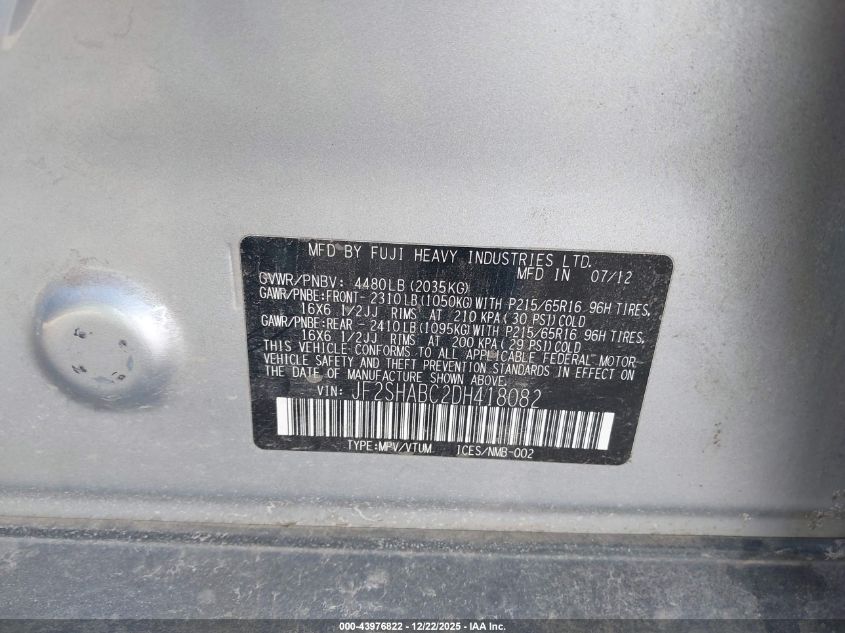 MFD BY FUJI HEAVY INDUSTRIES LTD.
MFD IN 07/12
GVWR/PNBV: 4480LB(2035KG)
GAWR/PNBE:FRONT- 2310LB(1050KG)WITH P215/65R16 96H TIRES,
16X6 1/2JJ RIMS AT 210 KPA(30 PSI)COLD
GAWR/PNBE:REAR -2410LB(1095KG)WITH P215/65R16 96H TIRES,
16X6 1/2JJ RIMS AT 200 KPA(29 PSI)COLD
THIS VEHICLE CONFORMS TO ALL APPLICABLE FEDERAL MOTOR-
VEHICLE SAFETY AND THEFT PREVENTION STANDARDS IN EFFECT ON
THE DATE OF MANUFACTURE SHOWN ABOVE.
VIN: JF2SHABC2DH418082
TYPE:MPV/VTUM ICES/NMB-002
000-43976822 - 12/22/2025 - IAA Inc.